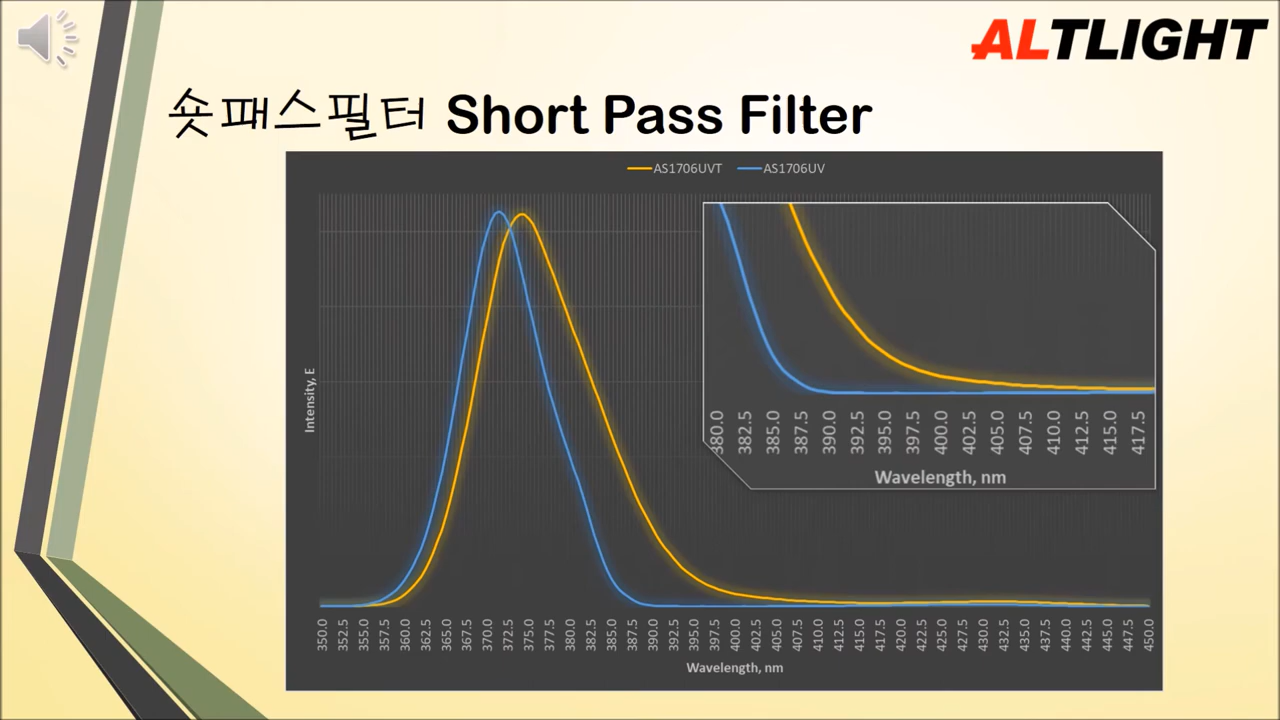 ALTLIGHT
숏패스필터 Short Pass Filter
AS1706UVT AS1706UV
Intensity, E
380.0 382.5 385.0 387.5 390.0 392.5 395.0 397.5 400.0 402.5 405.0 407.5 410.0 412.5 415.0 417.5
Wavelength, nm
350.0 352.5 355.0 357.5 360.0 362.5 365.0 367.5 370.0 372.5 375.0 377.5 380.0 382.5 385.0 387.5 390.0 392.5 395.0 397.5 400.0 402.5 405.0 407.5 410.0 412.5 415.0 417.5 420.0 422.5 425.0 427.5 430.0 432.5 435.0 437.5 440.0 442.5 445.0 447.5 450.0
Wavelength, nm